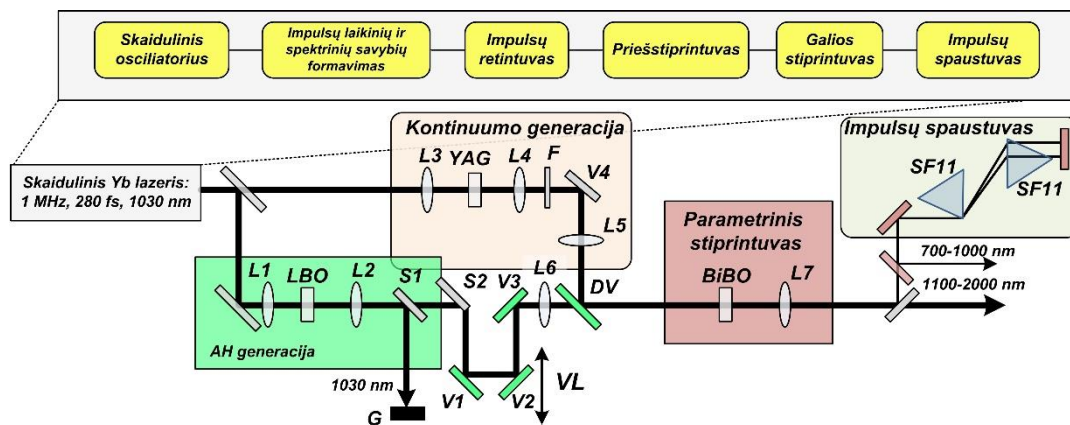 Skaidulinis
osciliatorius
Impulsų laikinių ir
spektrinių savybių
formavimas
Impulsų
retintuvas
Priešstiprintuvas
Galios
stiprintuvas
Impulsų
spaustuvas
Kontinuumo generacija
L3
YAG
L4
F
V4
L5
Impulsų spaustuvas
SF11
SF11
Skaidulinis Yb lazeris:
1 MHz, 280 fs, 1030 nm
Parametrinis
stiprintuvas
BiBO
L7
700-1000 nm
1100-2000 nm
L1
LBO
L2
S1
S2
V3
L6
DV
AH generacija
1030 nm
G
V1
V2
VL